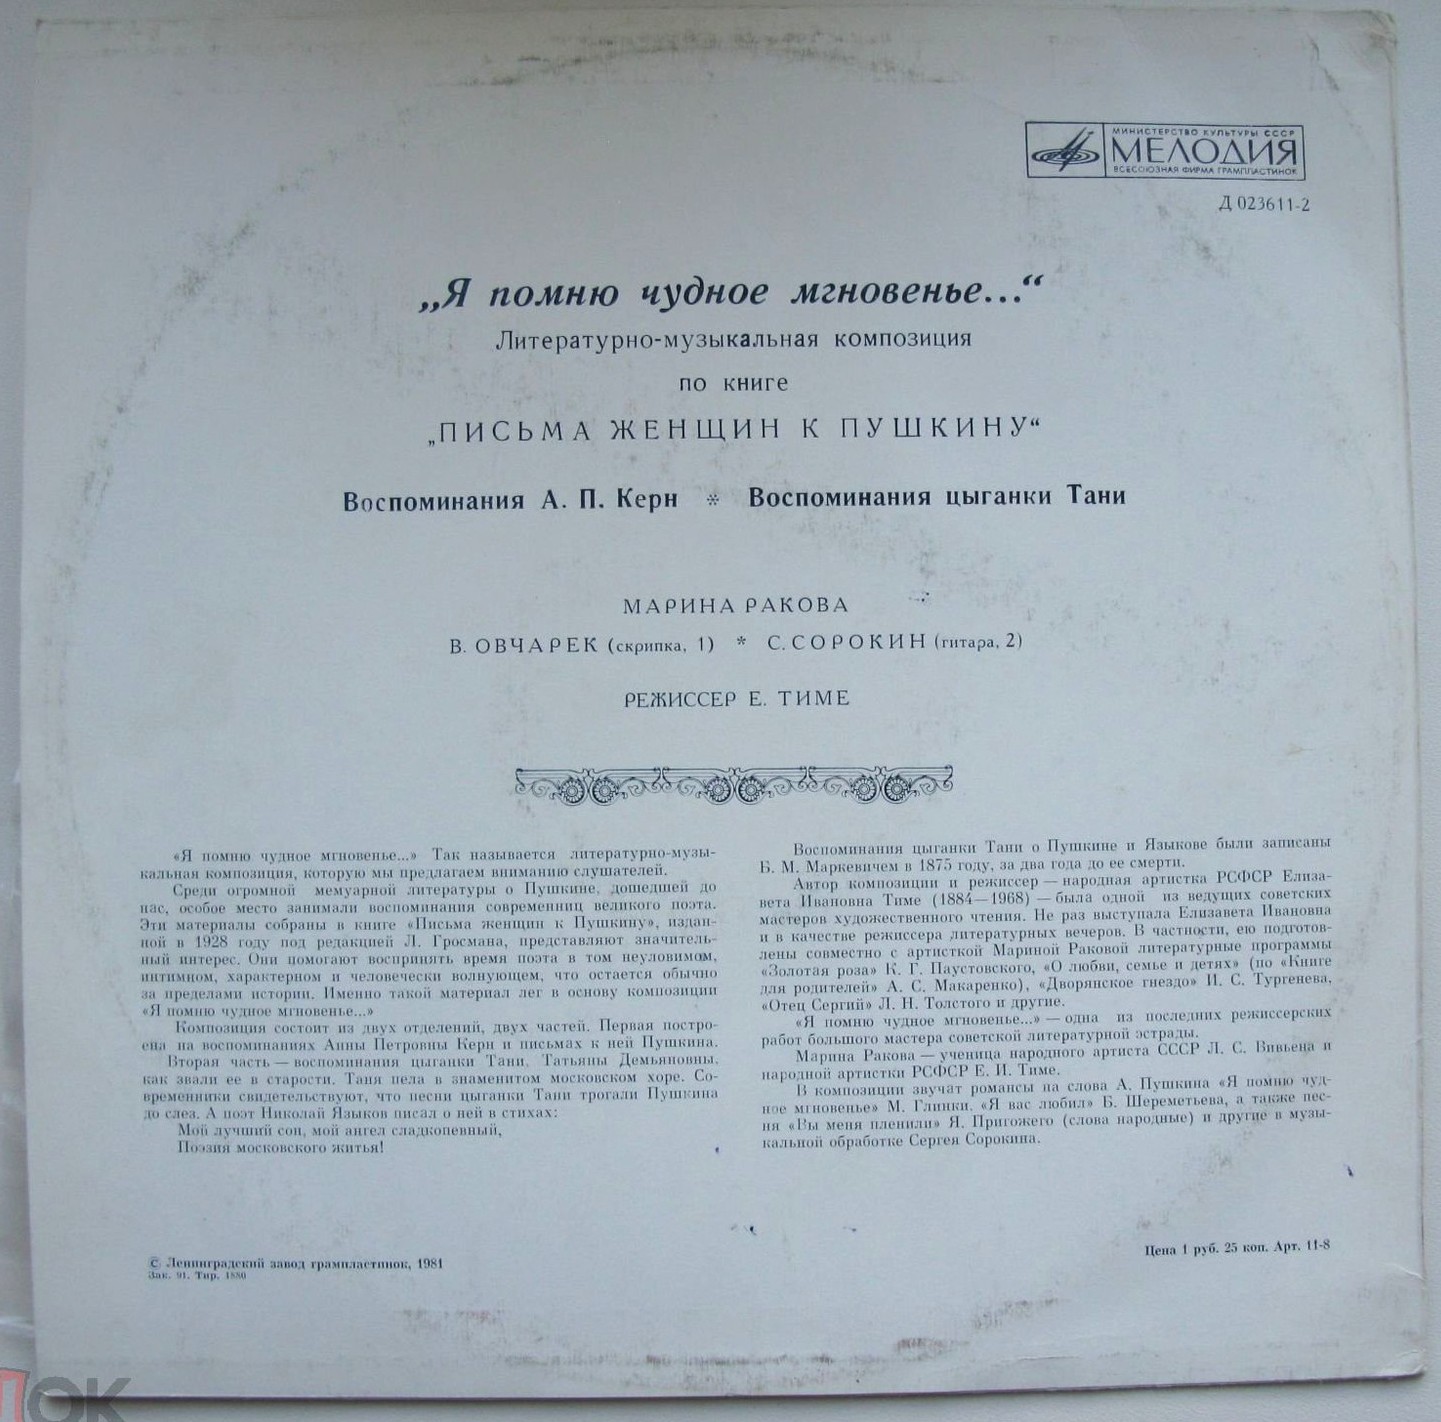 МИНИСТЕРСТВО КУЛЬТУРЫ СССР
МЕЛОДИЯ
ВСЕСОЮЗНАЯ ФИРМА ГРАМПЛАСТИНОК
Д 023611-2
„Я помню чудное мгновенье...“
Литературно-музыкальная композиция
по книге
„ПИСЬМА ЖЕНЩИН К ПУШКИНУ“
Воспоминания А. П. Керн * Воспоминания цыганки Тани
МАРИНА РАКОВА
В. ОВЧАРЕК (скрипка, 1) * С. СОРОКИН (гитара, 2)
РЕЖИССЕР Е. ТИМЕ
«Я помню чудное мгновенье...» Так называется литературно-музы-
кальная композиция, которую мы предлагаем вниманию слушателей.
Среди огромной мемуарной литературы о Пушкине, дошедшей до
нас, особое место занимали воспоминания современниц великого поэта.
Эти материалы собраны в книге «Письма женщин к Пушкину», издан-
ной в 1928 году под редакцией Л. Гросмана, представляют значитель-
ный интерес. Они помогают воспринять время поэта в том неуловимом,
интимном, характерном и человечески волнующем, что остается обычно
за пределами истории. Именно такой материал лег в основу композиции
«Я помню чудное мгновенье...»
Композиция состоит из двух отделений, двух частей. Первая постро-
ена на воспоминаниях Анны Петровны Керн и письмах к ней Пушкина.
Вторая часть — воспоминания цыганки Тани, Татьяны Демьяновны,
как звали ее в старости. Таня пела в знаменитом московском хоре. Со-
временники свидетельствуют, что песни цыганки Тани трогали Пушкина
до слез. А поэт Николай Языков писал о ней в стихах:
Мой лучший сон, мой ангел сладкопевный,
Поэзия московского житья!
Воспоминания цыганки Тани о Пушкине и Языкове были записаны
Б. М. Маркевичем в 1875 году, за два года до ее смерти.
Автор композиции и режиссер — народная артистка РСФСР Елиза-
вета Ивановна Тиме (1884—1968) — была одной из ведущих советских
мастеров художественного чтения. Не раз выступала Елизавета Ивановна
и в качестве режиссера литературных вечеров. В частности, ею подготов-
лены совместно с артисткой Мариной Раковой литературные программы
«Золотая роза» К. Г. Паустовского, «О любви, семье и детях» (по «Книге
для родителей» А. С. Макаренко), «Дворянское гнездо» И. С. Тургенева,
«Отец Сергий» Л. Н. Толстого и другие.
«Я помню чудное мгновенье...» — одна из последних режиссерских
работ большого мастера советской литературной эстрады.
Марина Ракова — ученица народного артиста СССР Л. С. Вивьена и
народной артистки РСФСР Е. И. Тиме.
В композиции звучат романсы на слова А. Пушкина «Я помню чуд-
ное мгновенье» М. Глинки, «Я вас любил» Б. Шереметьева, а также пес-
ня «Вы меня пленили» Я. Пригожего (слова народные) и другие в музы-
кальной обработке Сергея Сорокина.
© Ленинградский завод грампластинок, 1981
Зак. 91. Тир. 1880
Цена 1 руб. 25 коп. Арт. 11-8
ЛОК